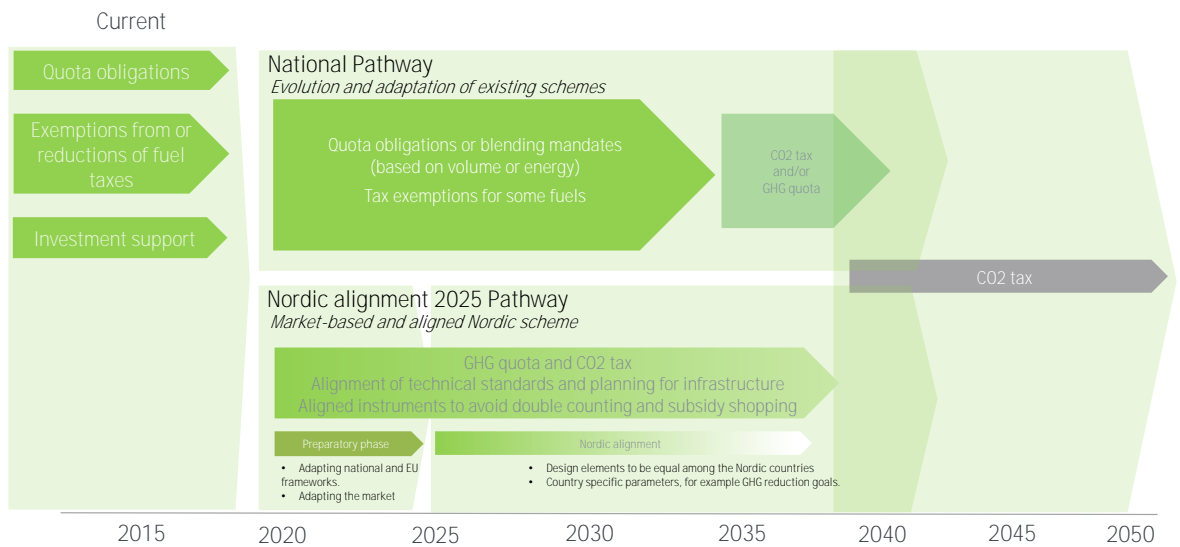 Current
Quota obligations
Exemptions from or
reductions of fuel
taxes
Investment support
National Pathway
Evolution and adaptation of existing schemes
Quota obligations or blending mandates
(based on volume or energy)
Tax exemptions for some fuels
CO2 tax
and/or
GHG quota
CO2 tax
Nordic alignment 2025 Pathway
Market-based and aligned Nordic scheme
GHG quota and CO2 tax
Alignment of technical standards and planning for infrastructure
Aligned instruments to avoid double counting and subsidy shopping
Preparatory phase
• Adapting national and EU
frameworks.
• Adapting the market
Nordic alignment
• Design elements to be equal among the Nordic countries
• Country specific parameters, for example GHG reduction goals.
2015 2020 2025 2030 2035 2040 2045 2050